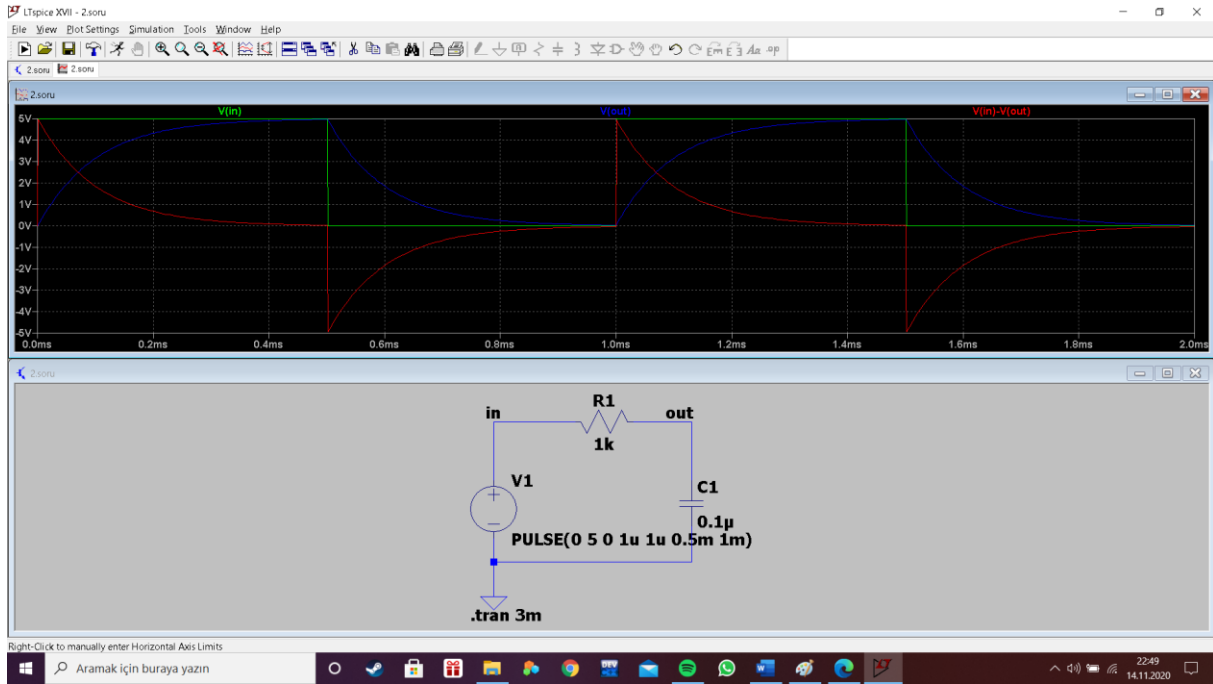 LTspice XVII - 2.soru
File View Plot Settings Simulation Tools Window Help
2.soru 2.soru
2.soru
V(in) V(out) V(in)-V(out)
5V
4V
3V
2V
1V
0V
-1V
-2V
-3V
-4V
-5V
0.0ms 0.2ms 0.4ms 0.6ms 0.8ms 1.0ms 1.2ms 1.4ms 1.6ms 1.8ms 2.0ms
2.soru
R1
in out
1k
V1
C1
0.1µ
PULSE(0 5 0 1u 1u 0.5m 1m)
.tran 3m
Right-Click to manually enter Horizontal Axis Limits
Aramak için buraya yazın
22:49
14.11.2020